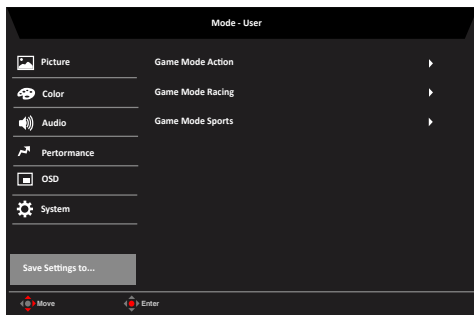 Mode - User
Picture
Game Mode Action
Color
Game Mode Racing
Audio
Game Mode Sports
Pertormance
OSD
System
Save Settings to...
Move
Enter